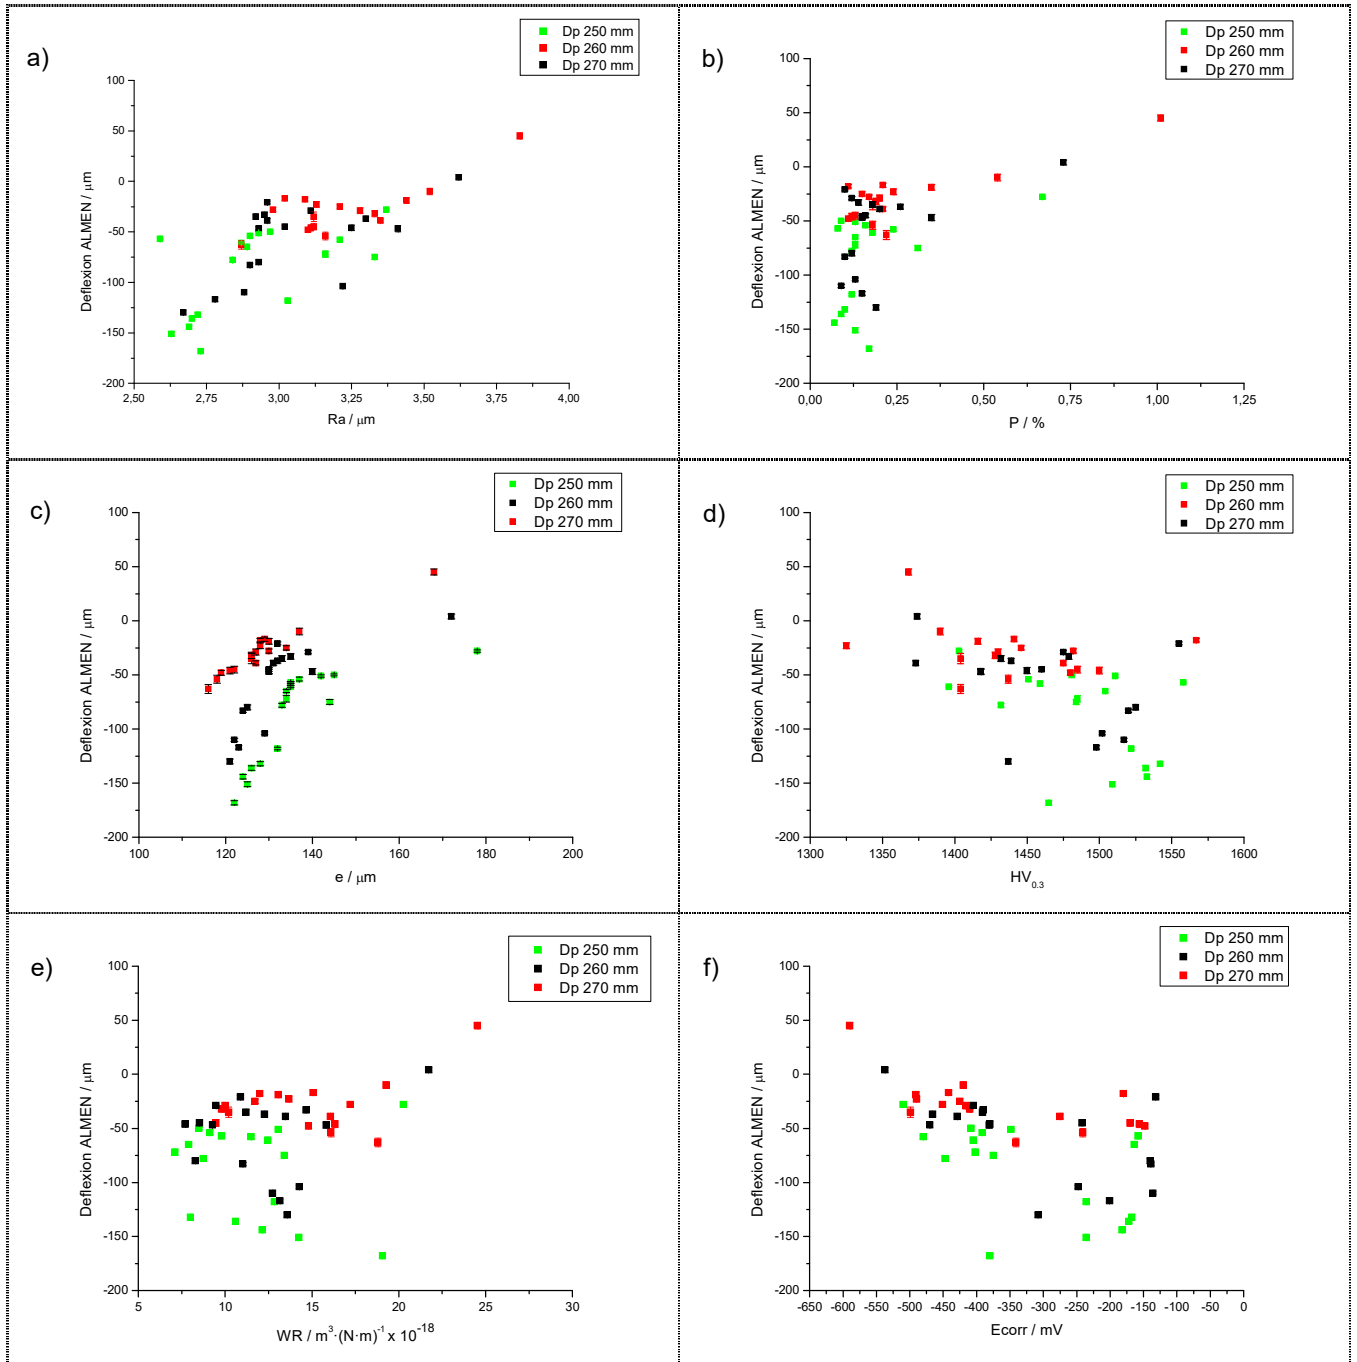 a)
Dp 250 mm
Dp 260 mm
Dp 270 mm
Deflexion ALMEN / μm
100
50
0
-50
-100
-150
-200
2,50
2,75
3,00
3,25
3,50
3,75
4,00
Ra / μm
b)
Dp 250 mm
Dp 260 mm
Dp 270 mm
Deflexion ALMEN / μm
100
50
0
-50
-100
-150
-200
0,00
0,25
0,50
0,75
1,00
1,25
P / %
c)
Dp 250 mm
Dp 260 mm
Dp 270 mm
Deflexion ALMEN / μm
100
50
0
-50
-100
-150
-200
100
120
140
160
180
200
e / μm
d)
Dp 250 mm
Dp 260 mm
Dp 270 mm
Deflexion ALMEN / μm
100
50
0
-50
-100
-150
-200
1300
1350
1400
1450
1500
1550
1600
HV0.3
e)
Dp 250 mm
Dp 260 mm
Dp 270 mm
Deflexion ALMEN / μm
100
50
0
-50
-100
-150
-200
5
10
15
20
25
30
WR / m³·(N·m)⁻¹ x 10⁻¹⁸
f)
Dp 250 mm
Dp 260 mm
Dp 270 mm
Deflexion ALMEN / μm
100
50
0
-50
-100
-150
-200
-650
-600
-550
-500
-450
-400
-350
-300
-250
-200
-150
-100
-50
0
Ecorr / mV